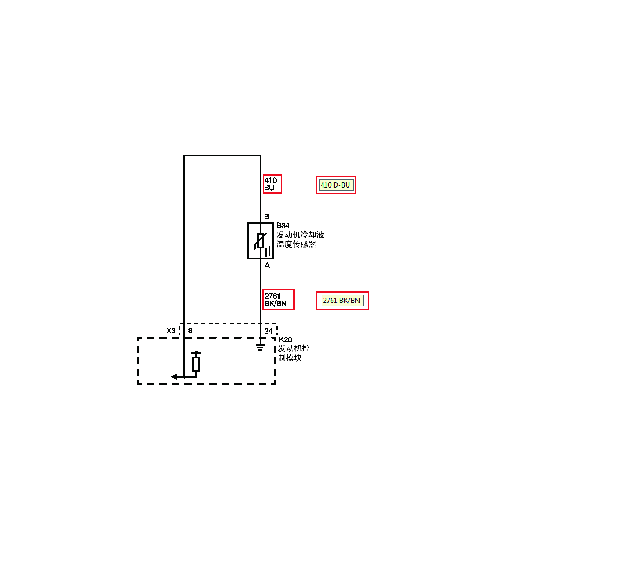 410
BU
410 D-BU
B
B34
发动机冷却液
温度传感器
A
2761
BK/BN
2761 BK/BN
X3
8
24
K20
发动机控
制模块